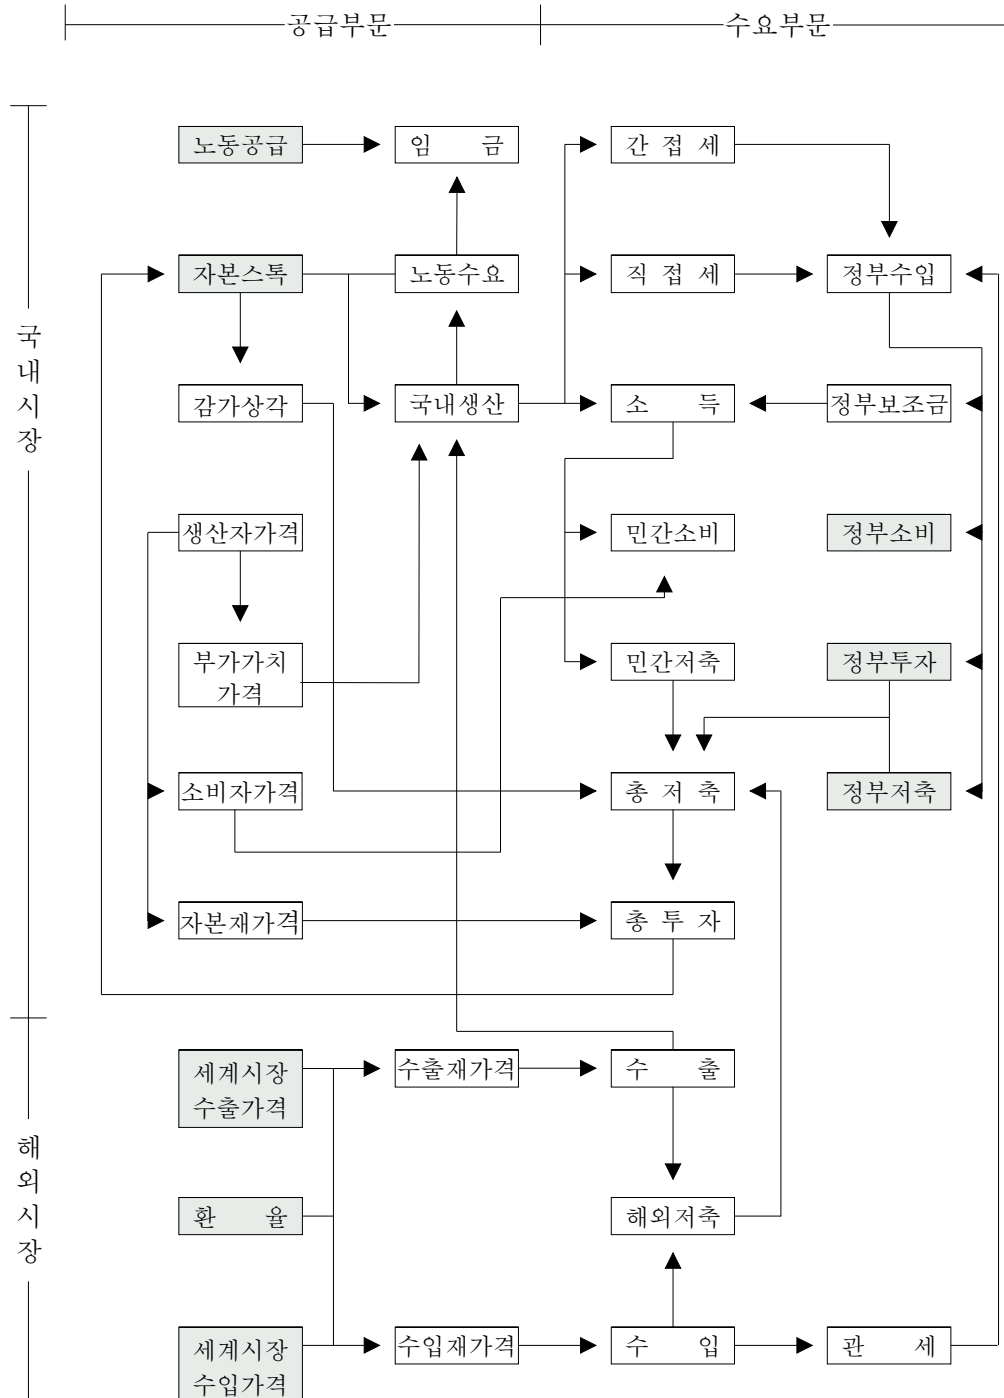 공급부문 수요부문
국내시장
노동공급 임 금 간 접 세
자본스톡 노동수요 직 접 세 정부수입
감가상각 국내생산 소 득 정부보조금
생산자가격 민간소비 정부소비
부가가치
가격
민간저축 정부투자
소비자가격 총 저 축 정부저축
자본재가격 총 투 자
해외시장
세계시장
수출가격
수출재가격 수 출
환 율 해외저축
세계시장
수입가격
수입재가격 수 입 관 세